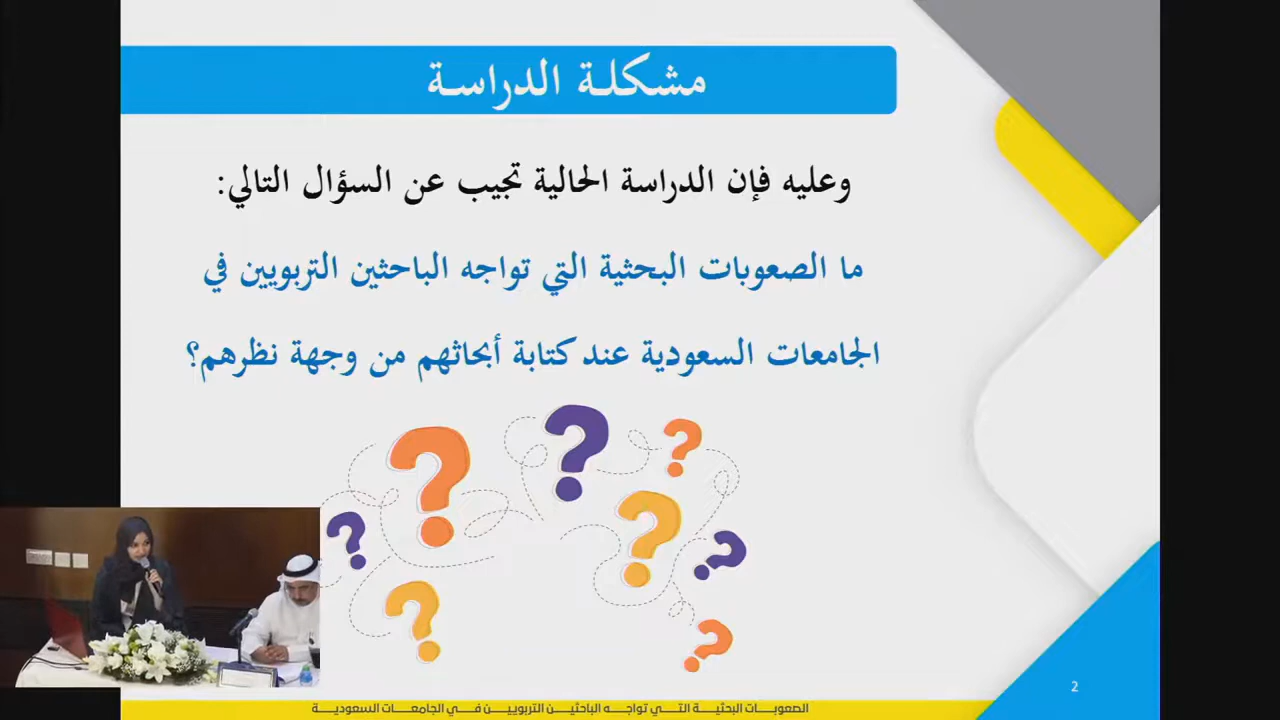 مشكلة الدراسة
وعليه فإن الدراسة الحالية تجيب عن السؤال التالي:
ما الصعوبات البحثية التي تواجه الباحثين التربويين في
الجامعات السعودية عند كتابة أبحاثهم من وجهة نظرهم؟
2
الصعوبات البحثية التي تواجه الباحثين التربويين في الجامعات السعودية